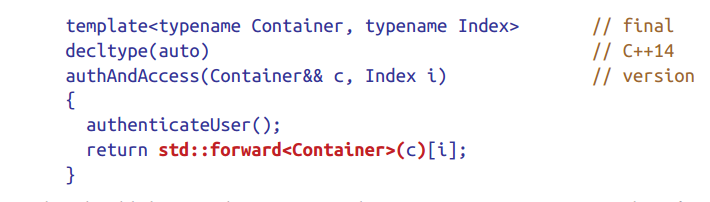 template<typename Container, typename Index> // final
decltype(auto) // C++14
authAndAccess(Container&& c, Index i) // version
{
authenticateUser();
return std::forward<Container>(c)[i];
}